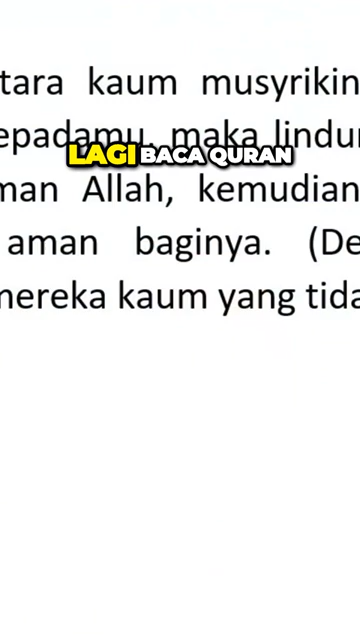 tara kaum musyrikin
epadamu, maka lindu
LAGI BACA QURAN
man Allah, kemudian
aman baginya. (De
mereka kaum yang tida